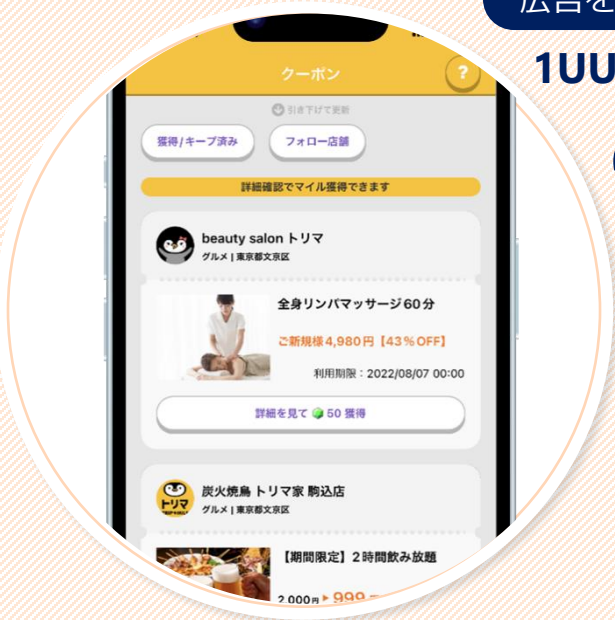 広告を
クーポン
?
引き下げて更新
獲得/キープ済み
フォロー店舗
詳細確認でマイル獲得できます
beauty salon トリマ
グルメ | 東京都文京区
全身リンパマッサージ60分
ご新規様4,980円【43%OFF】
利用期限：2022/08/07 00:00
詳細を見て 50 獲得
トリマ
炭火焼鳥 トリマ家 駒込店
グルメ | 東京都文京区
【期間限定】2時間飲み放題
2,000円 ▶ 999